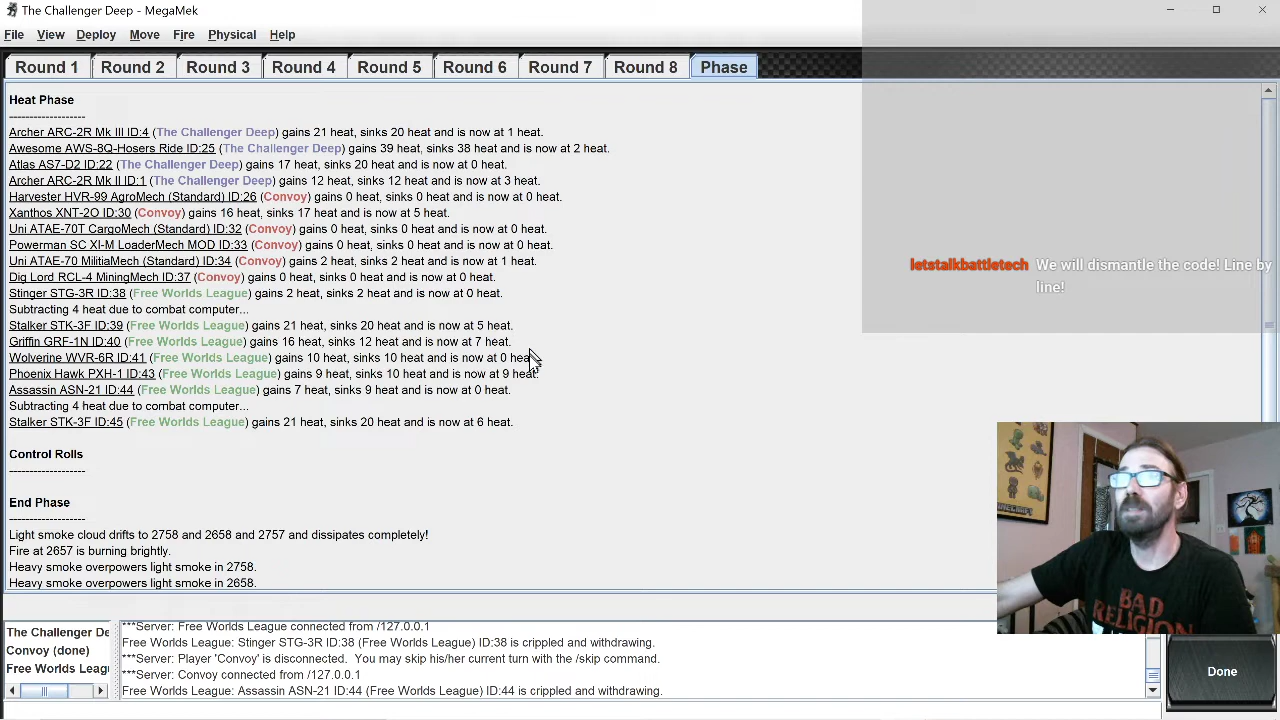 The Challenger Deep - MegaMek
File View Deploy Move Fire Physical Help
Round 1 Round 2 Round 3 Round 4 Round 5 Round 6 Round 7 Round 8 Phase
Heat Phase
-------------------
Archer ARC-2R Mk III ID:4 (The Challenger Deep) gains 21 heat, sinks 20 heat and is now at 1 heat.
Awesome AWS-8Q-Hosers Ride ID:25 (The Challenger Deep) gains 39 heat, sinks 38 heat and is now at 2 heat.
Atlas AS7-D2 ID:22 (The Challenger Deep) gains 17 heat, sinks 20 heat and is now at 0 heat.
Archer ARC-2R Mk II ID:1 (The Challenger Deep) gains 12 heat, sinks 12 heat and is now at 3 heat.
Harvester HVR-99 AgroMech (Standard) ID:26 (Convoy) gains 0 heat, sinks 0 heat and is now at 0 heat.
Xanthos XNT-2O ID:30 (Convoy) gains 16 heat, sinks 17 heat and is now at 5 heat.
Uni ATAE-70T CargoMech (Standard) ID:32 (Convoy) gains 0 heat, sinks 0 heat and is now at 0 heat.
Powerman SC XI-M LoaderMech MOD ID:33 (Convoy) gains 0 heat, sinks 0 heat and is now at 0 heat.
Uni ATAE-70 MilitiaMech (Standard) ID:34 (Convoy) gains 2 heat, sinks 2 heat and is now at 1 heat.
Dig Lord RCL-4 MiningMech ID:37 (Convoy) gains 0 heat, sinks 0 heat and is now at 0 heat.
Stinger STG-3R ID:38 (Free Worlds League) gains 2 heat, sinks 2 heat and is now at 0 heat.
Subtracting 4 heat due to combat computer...
Stalker STK-3F ID:39 (Free Worlds League) gains 21 heat, sinks 20 heat and is now at 5 heat.
Griffin GRF-1N ID:40 (Free Worlds League) gains 16 heat, sinks 12 heat and is now at 7 heat.
Wolverine WVR-6R ID:41 (Free Worlds League) gains 10 heat, sinks 10 heat and is now at 0 heat.
Phoenix Hawk PXH-1 ID:43 (Free Worlds League) gains 9 heat, sinks 10 heat and is now at 9 heat.
Assassin ASN-21 ID:44 (Free Worlds League) gains 7 heat, sinks 9 heat and is now at 0 heat.
Subtracting 4 heat due to combat computer...
Stalker STK-3F ID:45 (Free Worlds League) gains 21 heat, sinks 20 heat and is now at 6 heat.
Control Rolls
-------------------
End Phase
-------------------
Light smoke cloud drifts to 2758 and 2658 and 2757 and dissipates completely!
Fire at 2657 is burning brightly.
Heavy smoke overpowers light smoke in 2758.
Heavy smoke overpowers light smoke in 2658.
letstalkbattletech We will dismantle the code! Line by
line!
MINECRAFT
BAD
RELIGION
The Challenger De
Convoy (done)
Free Worlds Leagu
***Server: Free Worlds League connected from /127.0.0.1
Free Worlds League: Stinger STG-3R ID:38 (Free Worlds League) ID:38 is crippled and withdrawing.
***Server: Player 'Convoy' is disconnected. You may skip his/her current turn with the /skip command.
***Server: Convoy connected from /127.0.0.1
Free Worlds League: Assassin ASN-21 ID:44 (Free Worlds League) ID:44 is crippled and withdrawing.
Done